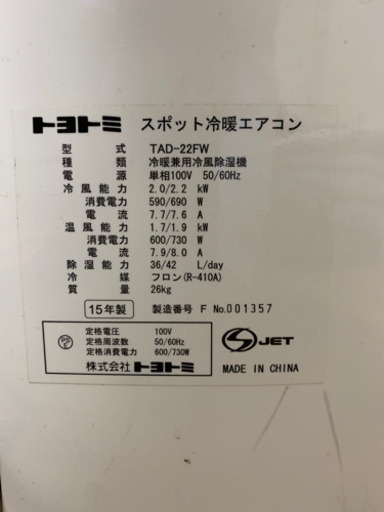 トヨトミ スポット冷暖エアコン
型式 TAD-22FW
種類 冷暖兼用冷風除湿機
電源 単相100V 50/60Hz
冷風能力 2.0/2.2 kW
消費電力 590/690 W
電流 7.7/7.6 A
温風能力 1.7/1.9 kW
消費電力 600/730 W
電流 7.9/8.0 A
除湿能力 36/42 L/day
冷媒 フロン(R-410A)
質量 26kg
15年製 製造番号 F No.001357
定格電圧 100V
定格周波数 50/60Hz
定格消費電力 600/730W
株式会社 トヨトミ
PSE
S JET
MADE IN CHINA